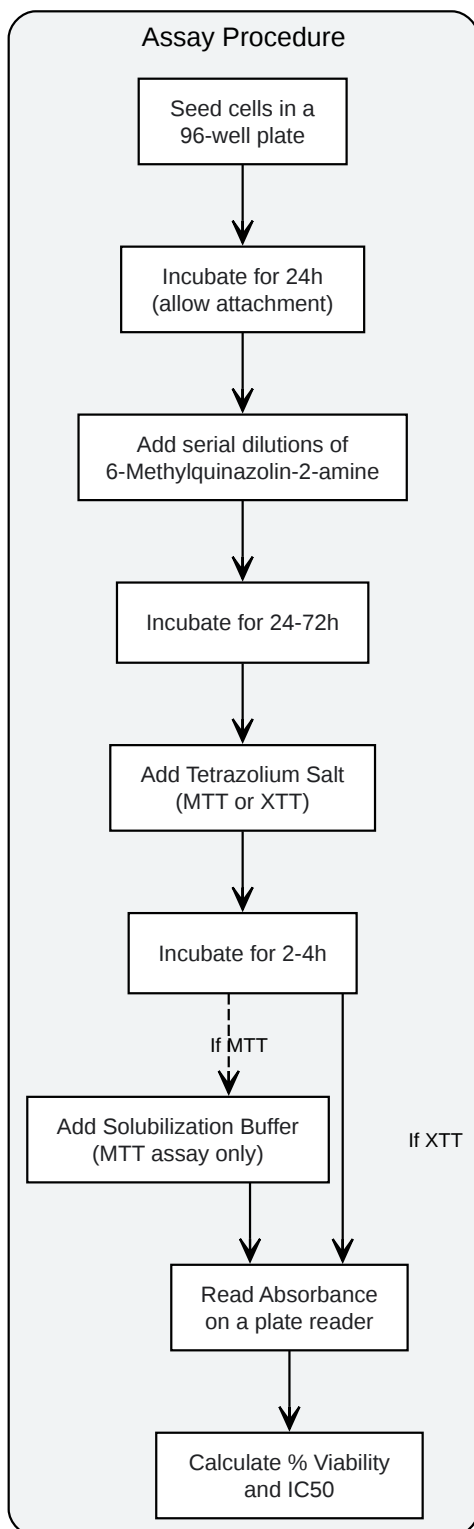 Assay Procedure
Seed cells in a
96-well plate
Incubate for 24h
(allow attachment)
Add serial dilutions of
6-Methylquinazolin-2-amine
Incubate for 24-72h
Add Tetrazolium Salt
(MTT or XTT)
Incubate for 2-4h
If MTT
Add Solubilization Buffer
(MTT assay only)
If XTT
Read Absorbance
on a plate reader
Calculate % Viability
and IC50